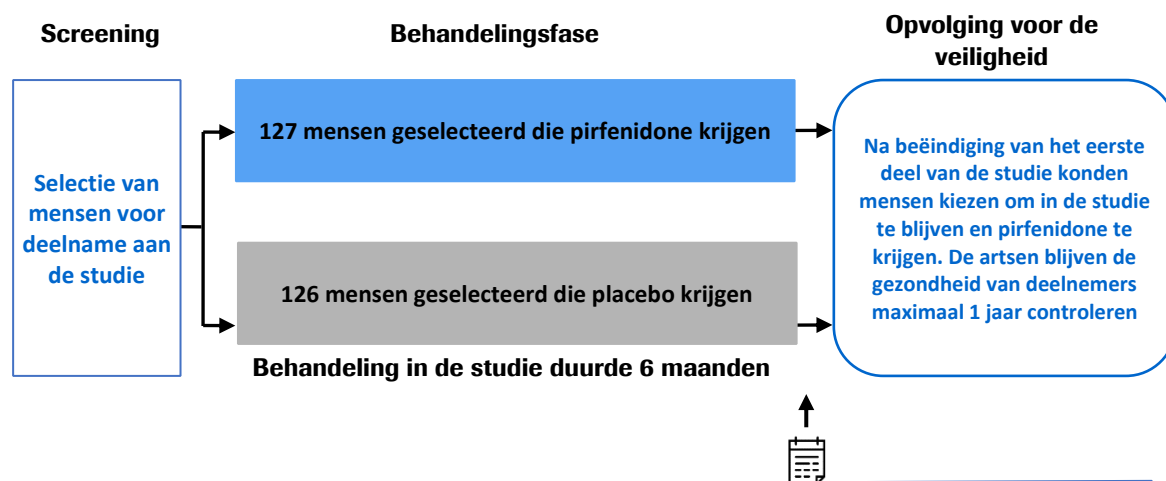 Screening
Behandelingsfase
Opvolging voor de
veiligheid
Selectie van
mensen voor
deelname aan
de studie
127 mensen geselecteerd die pirfenidone krijgen
126 mensen geselecteerd die placebo krijgen
Behandeling in de studie duurde 6 maanden
Na beëindiging van het eerste
deel van de studie konden
mensen kiezen om in de studie
te blijven en pirfenidone te
krijgen. De artsen blijven de
gezondheid van deelnemers
maximaal 1 jaar controleren